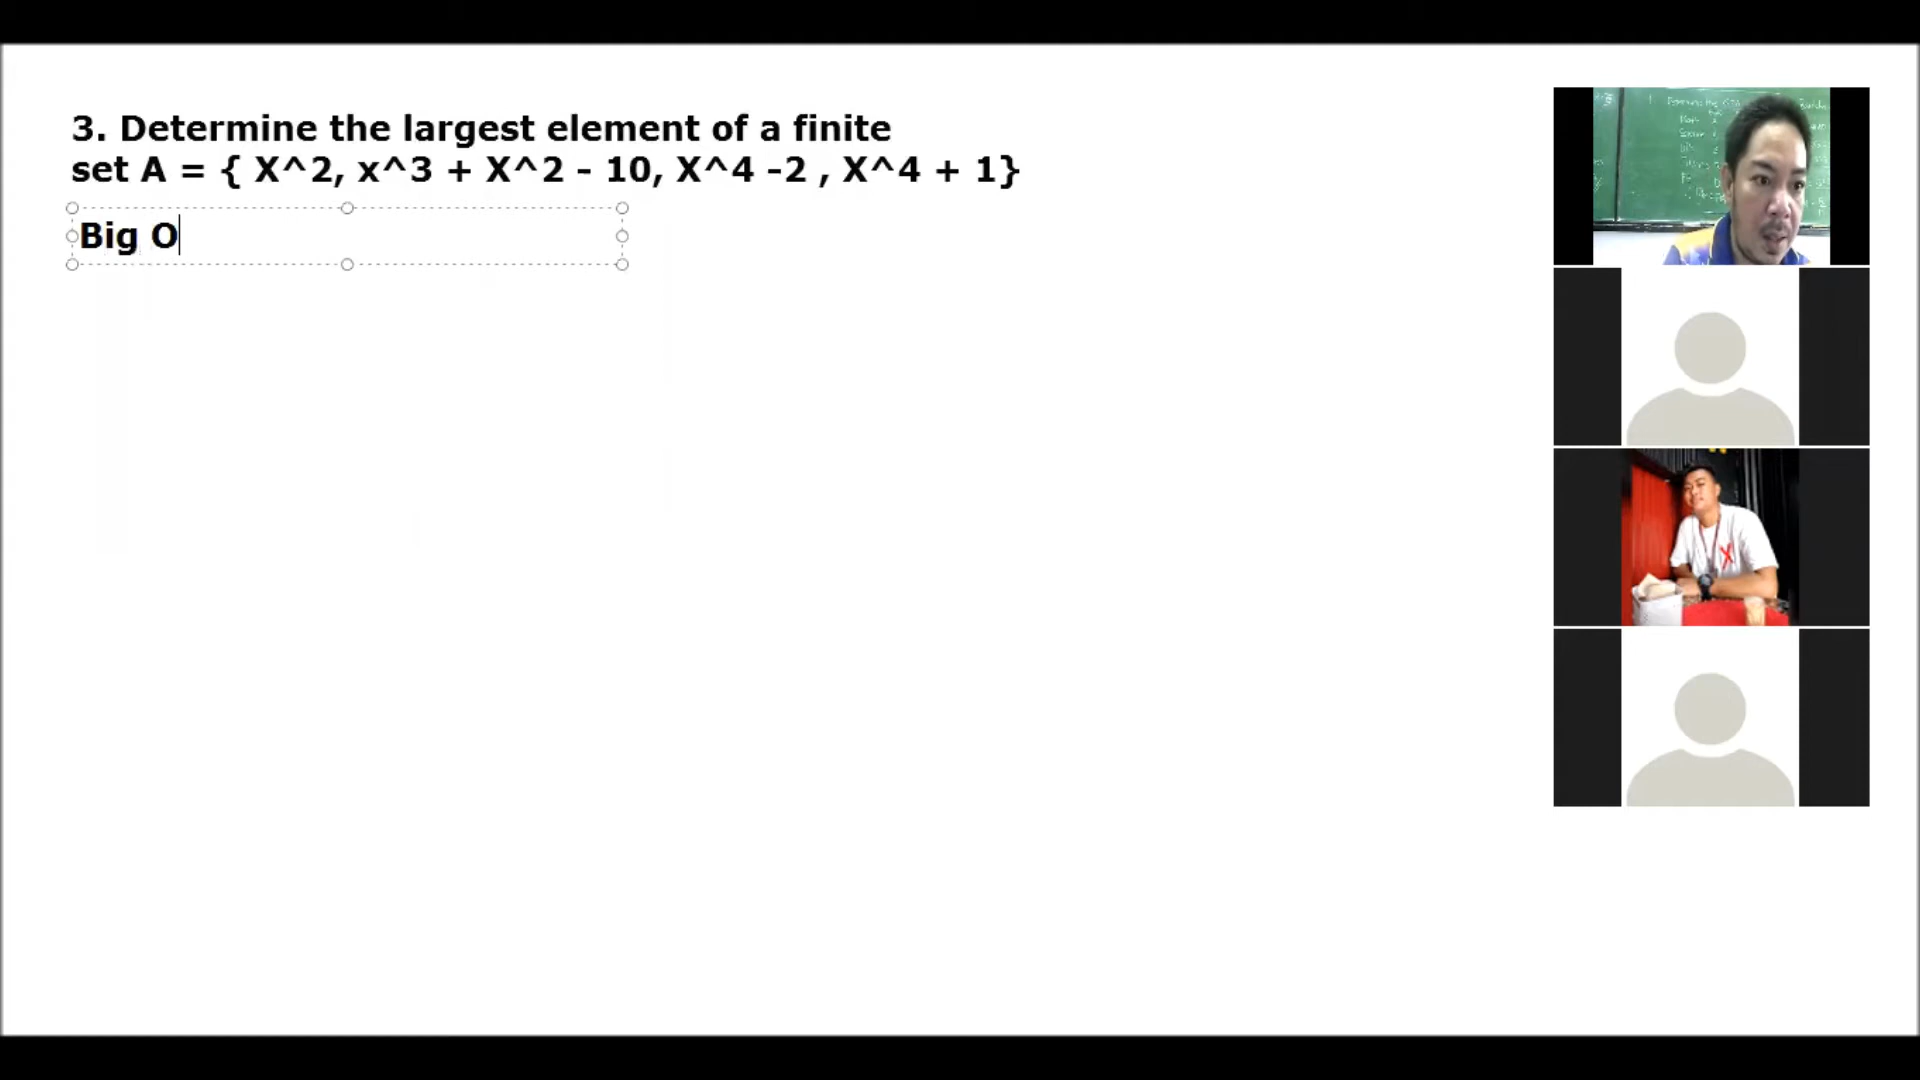 3. Determine the largest element of a finite
set A = { X^2, x^3 + X^2 - 10, X^4 -2 , X^4 + 1}
Big O